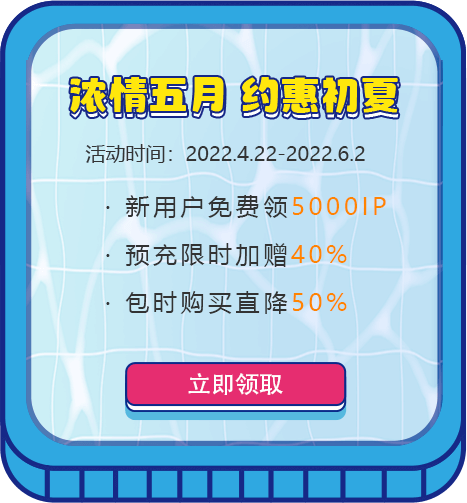 浓情五月 约惠初夏
活动时间：2022.4.22-2022.6.2
· 新用户免费领5000IP
· 预充限时加赠40%
· 包时购买直降50%
立即领取